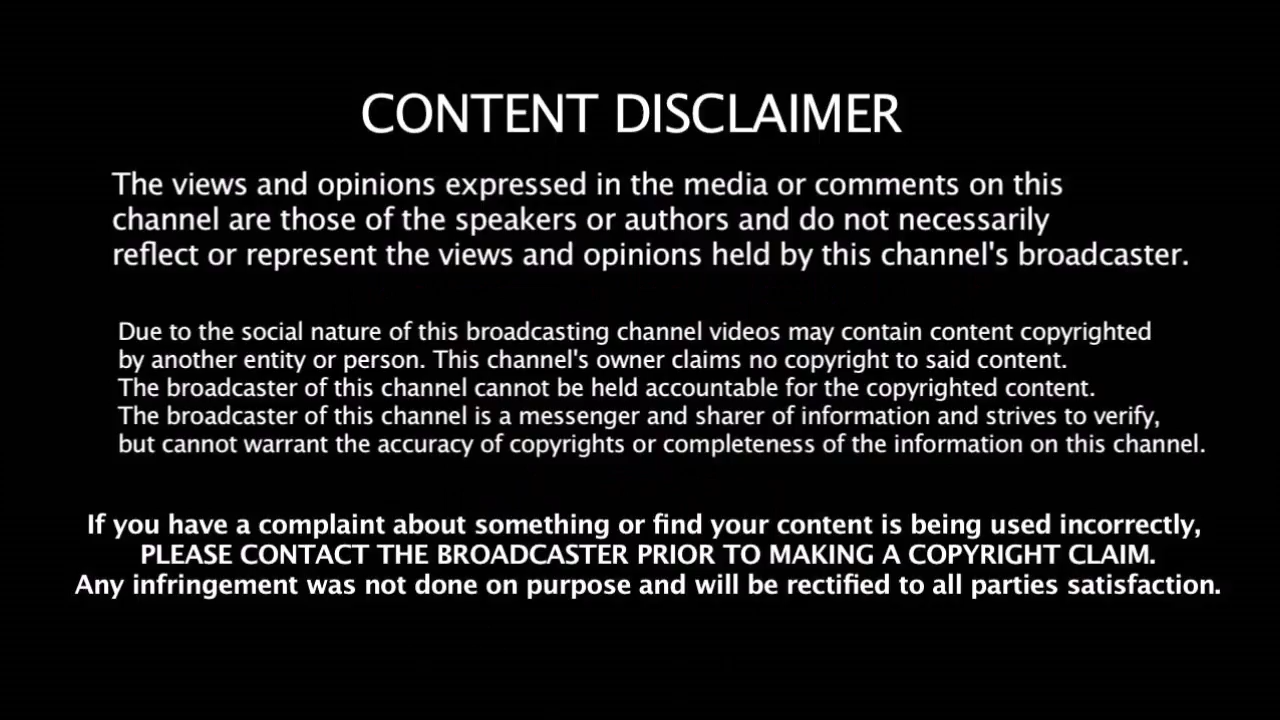 CONTENT DISCLAIMER
The views and opinions expressed in the media or comments on this
channel are those of the speakers or authors and do not necessarily
reflect or represent the views and opinions held by this channel's broadcaster.
Due to the social nature of this broadcasting channel videos may contain content copyrighted
by another entity or person. This channel's owner claims no copyright to said content.
The broadcaster of this channel cannot be held accountable for the copyrighted content.
The broadcaster of this channel is a messenger and sharer of information and strives to verify,
but cannot warrant the accuracy of copyrights or completeness of the information on this channel.
If you have a complaint about something or find your content is being used incorrectly,
PLEASE CONTACT THE BROADCASTER PRIOR TO MAKING A COPYRIGHT CLAIM.
Any infringement was not done on purpose and will be rectified to all parties satisfaction.